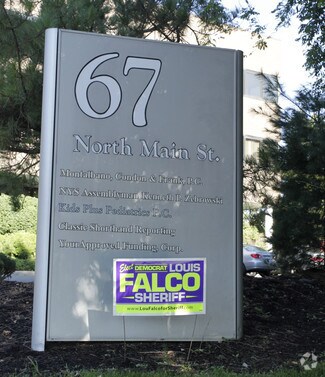 67
North Main St.
Montalbano, Condon & Frank, P.C.
NYS Assemblyman Kenneth P. Zebrowski
Kids Plus Pediatrics P.C.
Classic Shorthand Reporting
YourApproved Funding, Corp.
Elect DEMOCRAT LOUIS
FALCO
SHERIFF
www.LouFalcoforSheriff.com